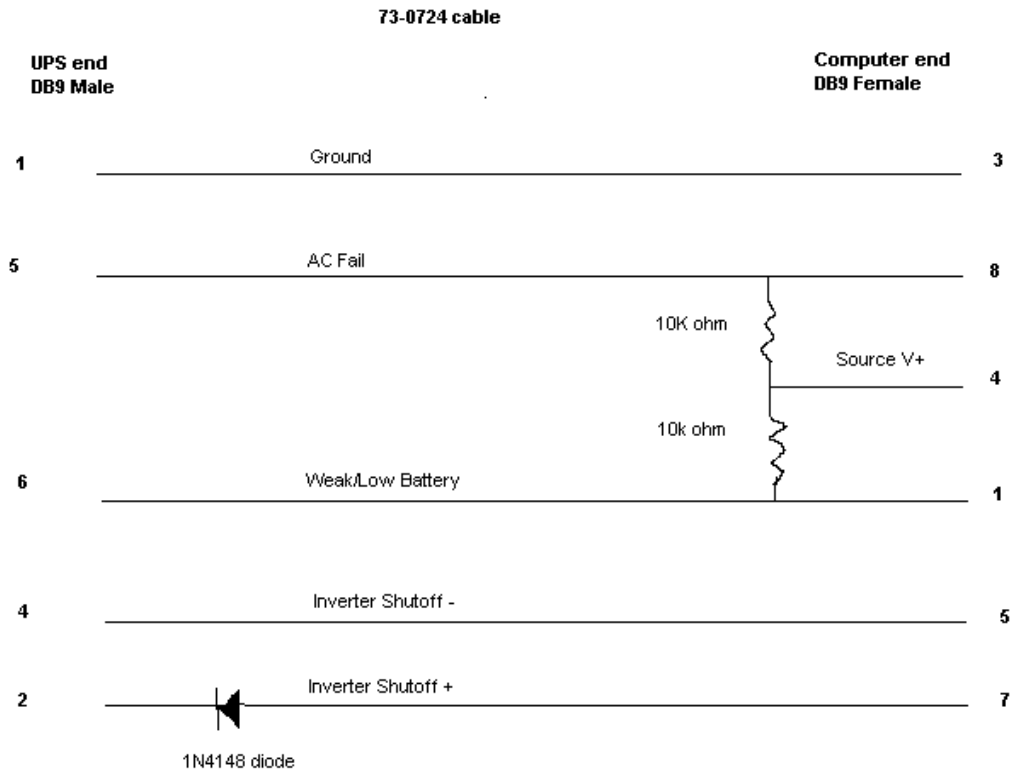 73-0724 cable
UPS end
DB9 Male
Computer end
DB9 Female
1
Ground
3
5
AC Fail
8
10K ohm
Source V+
4
10k ohm
6
Weak/Low Battery
1
4
Inverter Shutoff -
5
2
Inverter Shutoff +
7
1N4148 diode